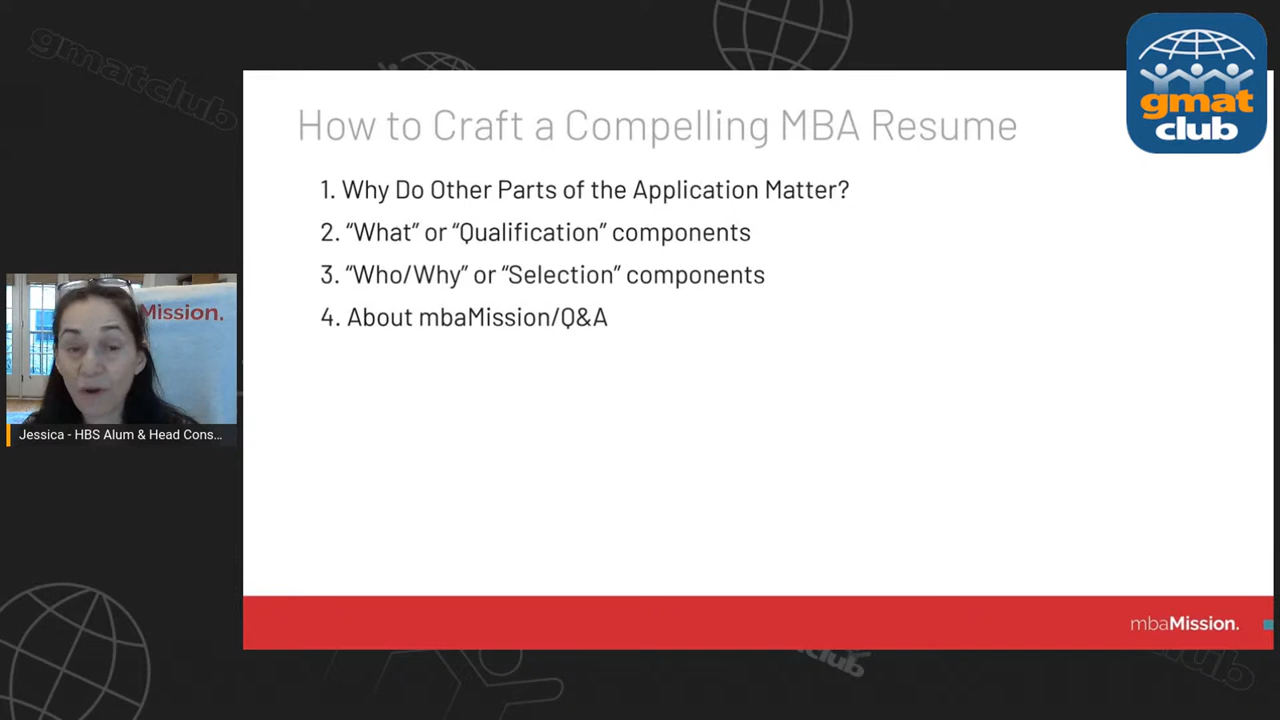 gmatclub
gmat
club
How to Craft a Compelling MBA Resume
1. Why Do Other Parts of the Application Matter?
2. “What” or “Qualification” components
3. “Who/Why” or “Selection” components
4. About mbaMission/Q&A
Mission.
Jessica - HBS Alum & Head Cons...
mbaMission.
club